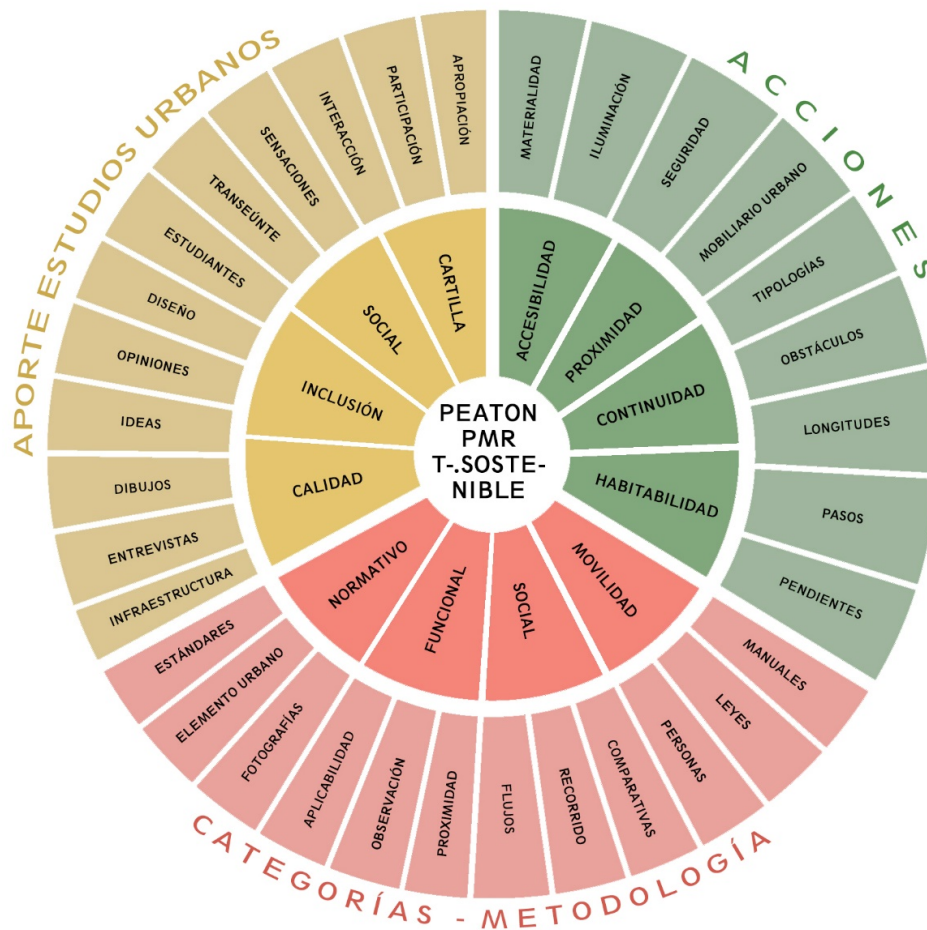 APORTE ESTUDIOS URBANOS
ACCIONES
CATEGORÍAS - METODOLOGÍA
PEATON
PMR
T-.SOSTE-
NIBLE
ACCESIBILIDAD
PROXIMIDAD
CONTINUIDAD
HABITABILIDAD
MOVILIDAD
SOCIAL
FUNCIONAL
NORMATIVO
CALIDAD
INCLUSIÓN
SOCIAL
CARTILLA
MATERIALIDAD
ILUMINACIÓN
SEGURIDAD
MOBILIARIO URBANO
TIPOLOGÍAS
OBSTÁCULOS
LONGITUDES
PASOS
PENDIENTES
MANUALES
LEYES
PERSONAS
COMPARATIVAS
RECORRIDO
FLUJOS
PROXIMIDAD
OBSERVACIÓN
APLICABILIDAD
FOTOGRAFÍAS
ELEMENTO URBANO
ESTÁNDARES
INFRAESTRUCTURA
ENTREVISTAS
DIBUJOS
IDEAS
OPINIONES
DISEÑO
ESTUDIANTES
TRANSEÚNTE
SENSACIONES
INTERACCIÓN
PARTICIPACIÓN
APROPIACIÓN